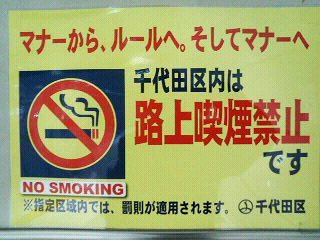 マナーから、ルールへ。そしてマナーへ
千代田区内は
路上喫煙禁止
です
NO SMOKING
※指定区域内では、罰則が適用されます。 千代田区